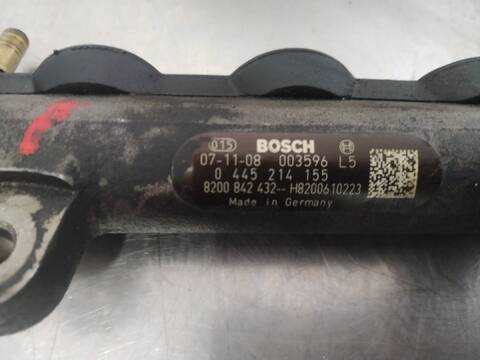 015 BOSCH
07-11-08 003596 L5
0 445 214 155
8200 842 432-- H8200610223
Made in Germany